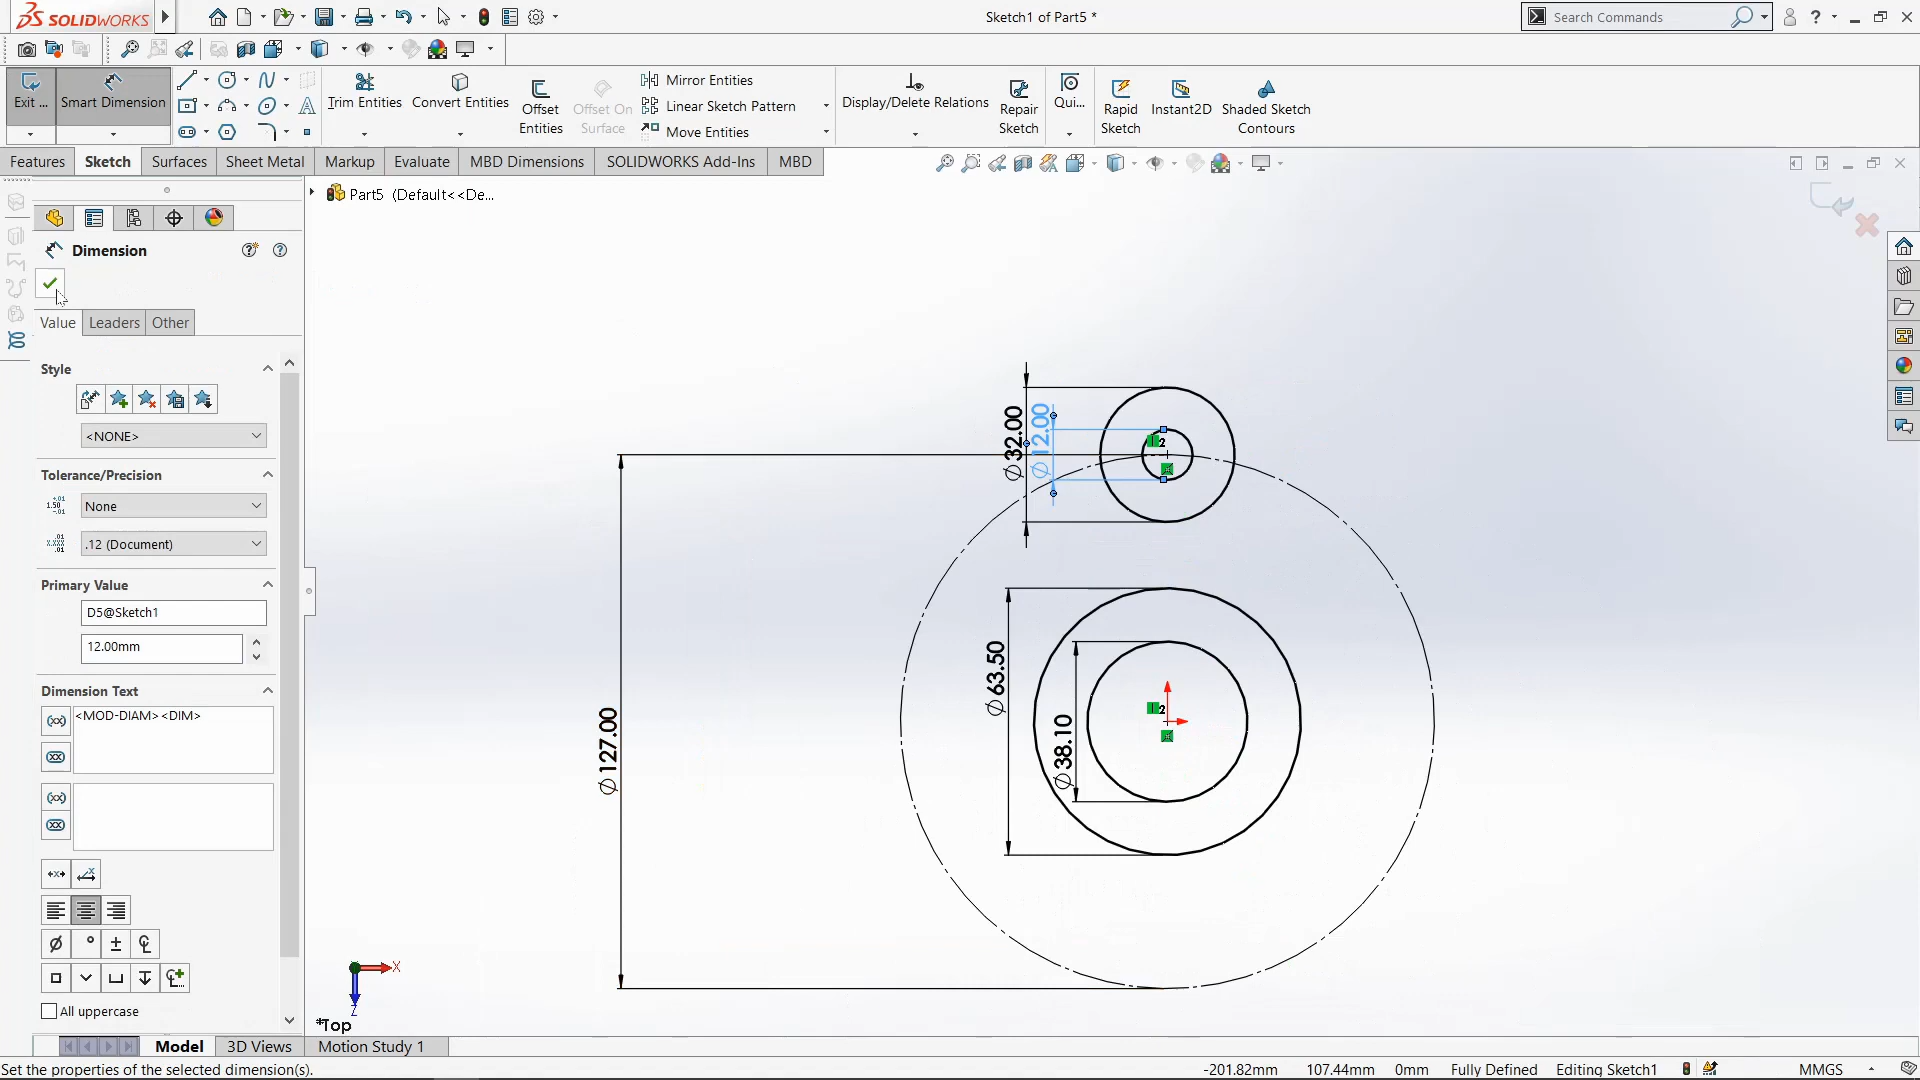 SOLIDWORKS
Sketch1 of Part5 *
Search Commands
?
Exit ...
Smart Dimension
Trim Entities
Convert Entities
Offset
Entities
Offset On
Surface
Mirror Entities
Linear Sketch Pattern
Move Entities
Display/Delete Relations
Repair
Sketch
Qui...
Rapid
Sketch
Instant2D
Shaded Sketch
Contours
Features
Sketch
Surfaces
Sheet Metal
Markup
Evaluate
MBD Dimensions
SOLIDWORKS Add-Ins
MBD
Part5 (Default<<De...
Dimension
Value
Leaders
Other
Style
<NONE>
Tolerance/Precision
None
.12 (Document)
Primary Value
D5@Sketch1
12.00mm
Dimension Text
<MOD-DIAM><DIM>
All uppercase
∅32.00
∅12.00
2
∅63.50
∅38.10
2
∅127.00
X
Z
*Top
Model
3D Views
Motion Study 1
Set the properties of the selected dimension(s).
-201.82mm
107.44mm
0mm
Fully Defined
Editing Sketch1
MMGS